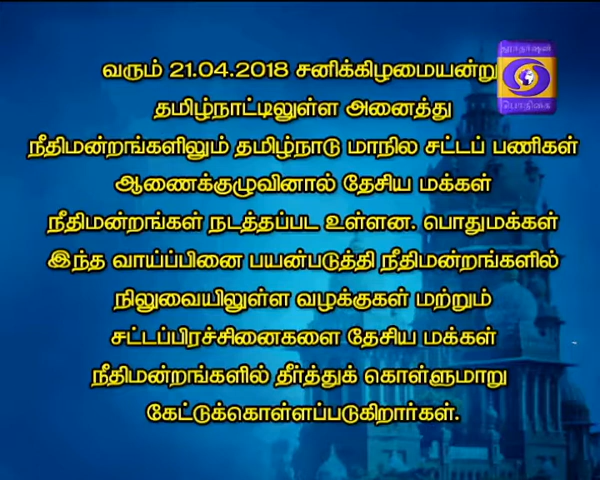 வரும் 21.04.2018 சனிக்கிழமையன்று
தமிழ்நாட்டிலுள்ள அனைத்து
நீதிமன்றங்களிலும் தமிழ்நாடு மாநில சட்டப் பணிகள்
ஆணைக்குழுவினால் தேசிய மக்கள்
நீதிமன்றங்கள் நடத்தப்பட உள்ளன. பொதுமக்கள்
இந்த வாய்ப்பினை பயன்படுத்தி நீதிமன்றங்களில்
நிலுவையிலுள்ள வழக்குகள் மற்றும்
சட்டப்பிரச்சினைகளை தேசிய மக்கள்
நீதிமன்றங்களில் தீர்த்துக் கொள்ளுமாறு
கேட்டுக்கொள்ளப்படுகிறார்கள்.
தூர்தர்ஷன்
பொதிகை